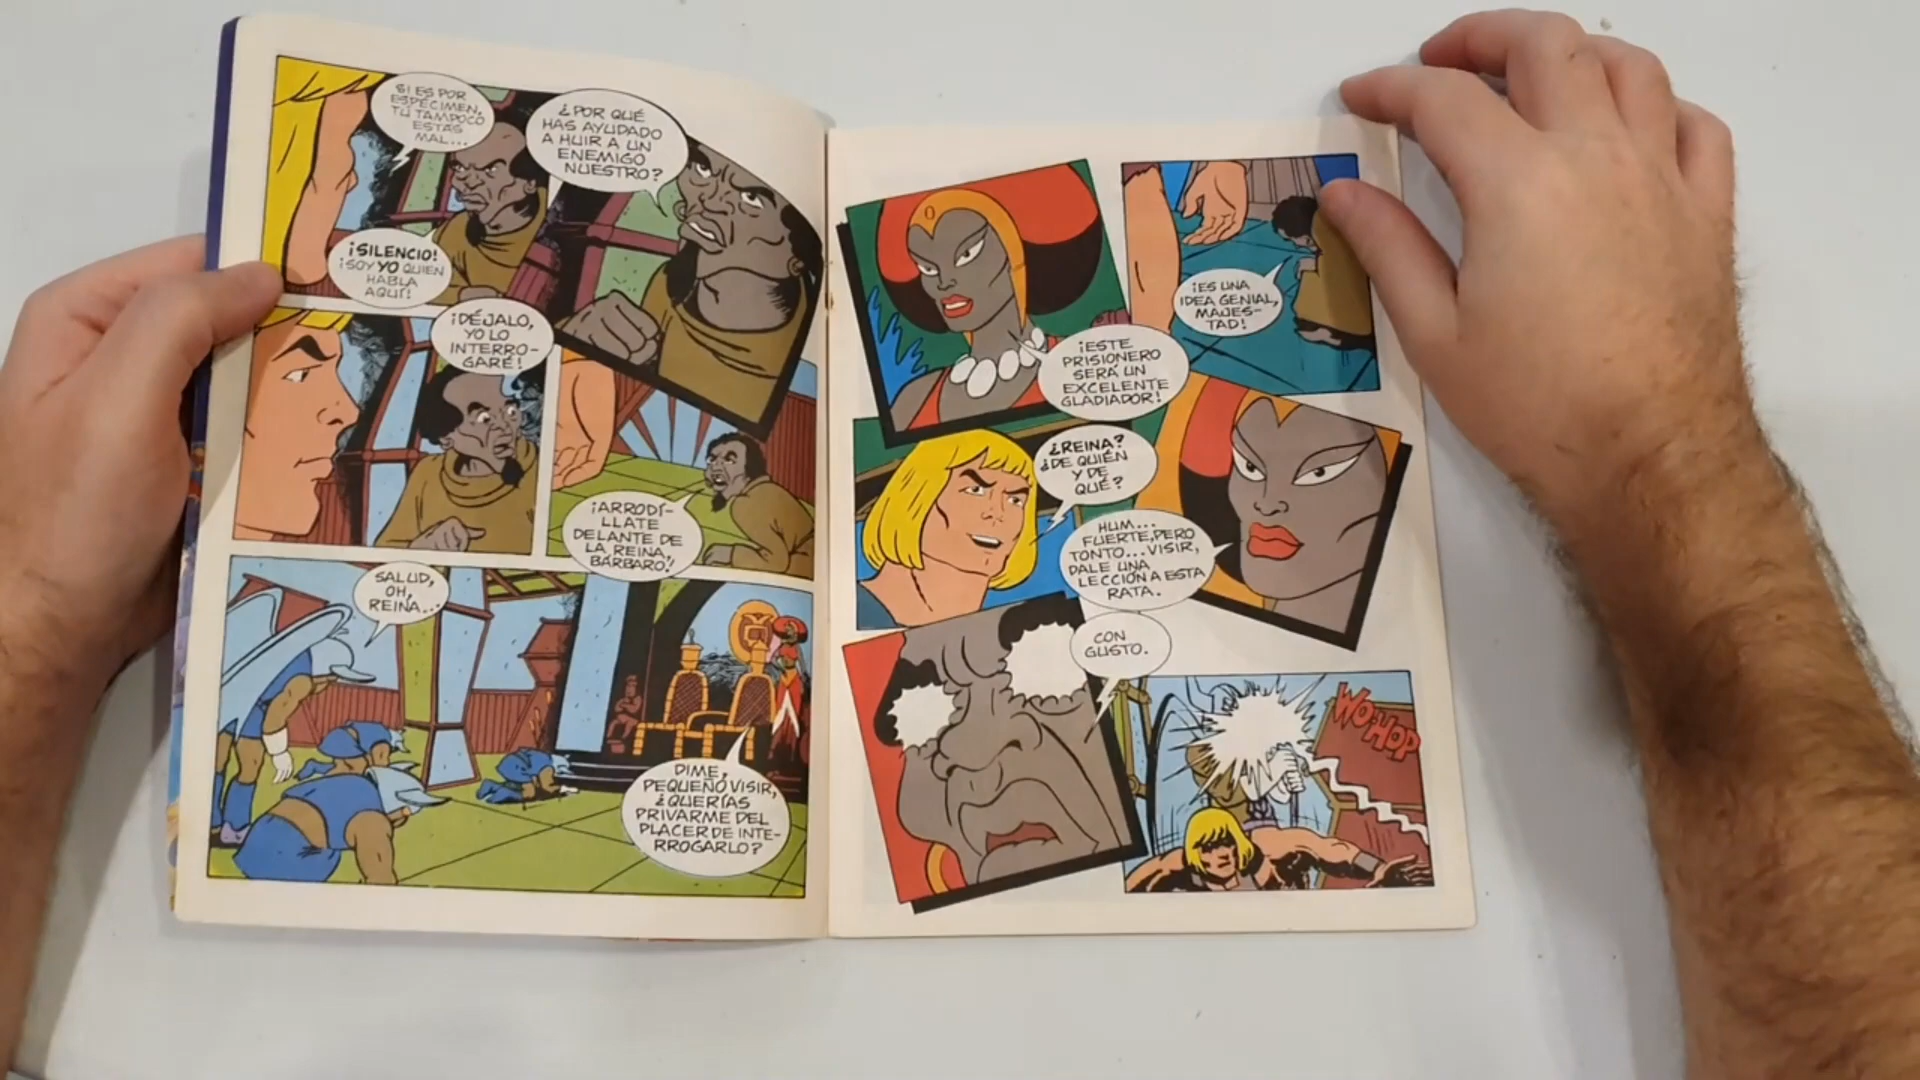 SI ES POR
ESPÉCIMEN,
TÚ TAMPOCO
ESTÁS
MAL...
¿POR QUÉ
HAS AYUDADO
A HUIR A UN
ENEMIGO
NUESTRO?
¡SILENCIO!
¡SOY YO QUIEN
HABLA
AQUÍ!
¡DÉJALO,
YO LO
INTERRO-
GARÉ!
¡ARRODÍ-
LLATE
DELANTE DE
LA REINA,
BÁRBARO!
SALUD,
OH,
REINA...
DIME,
PEQUEÑO VISIR,
¿QUERÍAS
PRIVARME DEL
PLACER DE INTE-
RROGARLO?
¡ESTE
PRISIONERO
SERÁ UN
EXCELENTE
GLADIADOR!
¡ES UNA
IDEA GENIAL,
MAJES-
TAD!
¿REINA?
¿DE QUIÉN
Y DE
QUÉ?
HUM...
FUERTE, PERO
TONTO... VISIR,
DALE UNA
LECCIÓN A ESTA
RATA.
CON
GUSTO.
WO-HOP